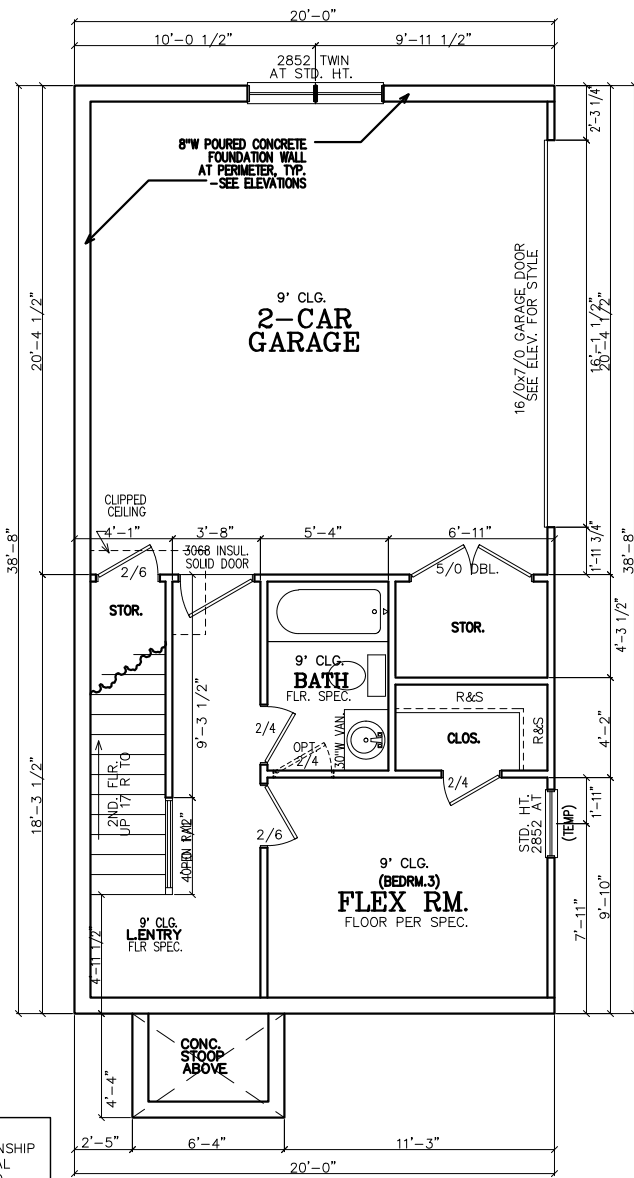 20'-0"
10'-0 1/2"
9'-11 1/2"
2852 TWIN
AT STD. HT.
2'-3 1/4"
8"W POURED CONCRETE
FOUNDATION WALL
AT PERIMETER, TYP.
-SEE ELEVATIONS
9' CLG.
2-CAR
GARAGE
16/0x7/0 GARAGE DOOR
SEE ELEV. FOR STYLE
16'-1 1/2"
20'-4 1/2"
20'-4 1/2"
38'-8"
38'-8"
CLIPPED
CEILING
4'-1"
3'-8"
5'-4"
6'-11"
1'-11 3/4"
3068 INSUL.
SOLID DOOR
2/6
5/0 DBL.
STOR.
STOR.
4'-3 1/2"
9' CLG.
BATH
FLR. SPEC.
R&S
R&S
CLOS.
4'-2"
9'-3 1/2"
2/4
OPT.
2/4
30"W VAN.
2/4
18'-3 1/2"
2ND. FLR.
UP 17 R TO
OPEN RAIL
2/6
STD. HT.
2852 AT
(TEMP)
1'-11"
9'-10"
7'-11"
9' CLG.
(BEDRM.3)
FLEX RM.
FLOOR PER SPEC.
9' CLG.
L.ENTRY
FLR SPEC.
4'-11 1/2"
CONC.
STOOP
ABOVE
4'-4"
2'-5"
6'-4"
11'-3"
20'-0"
NSHIP
AL